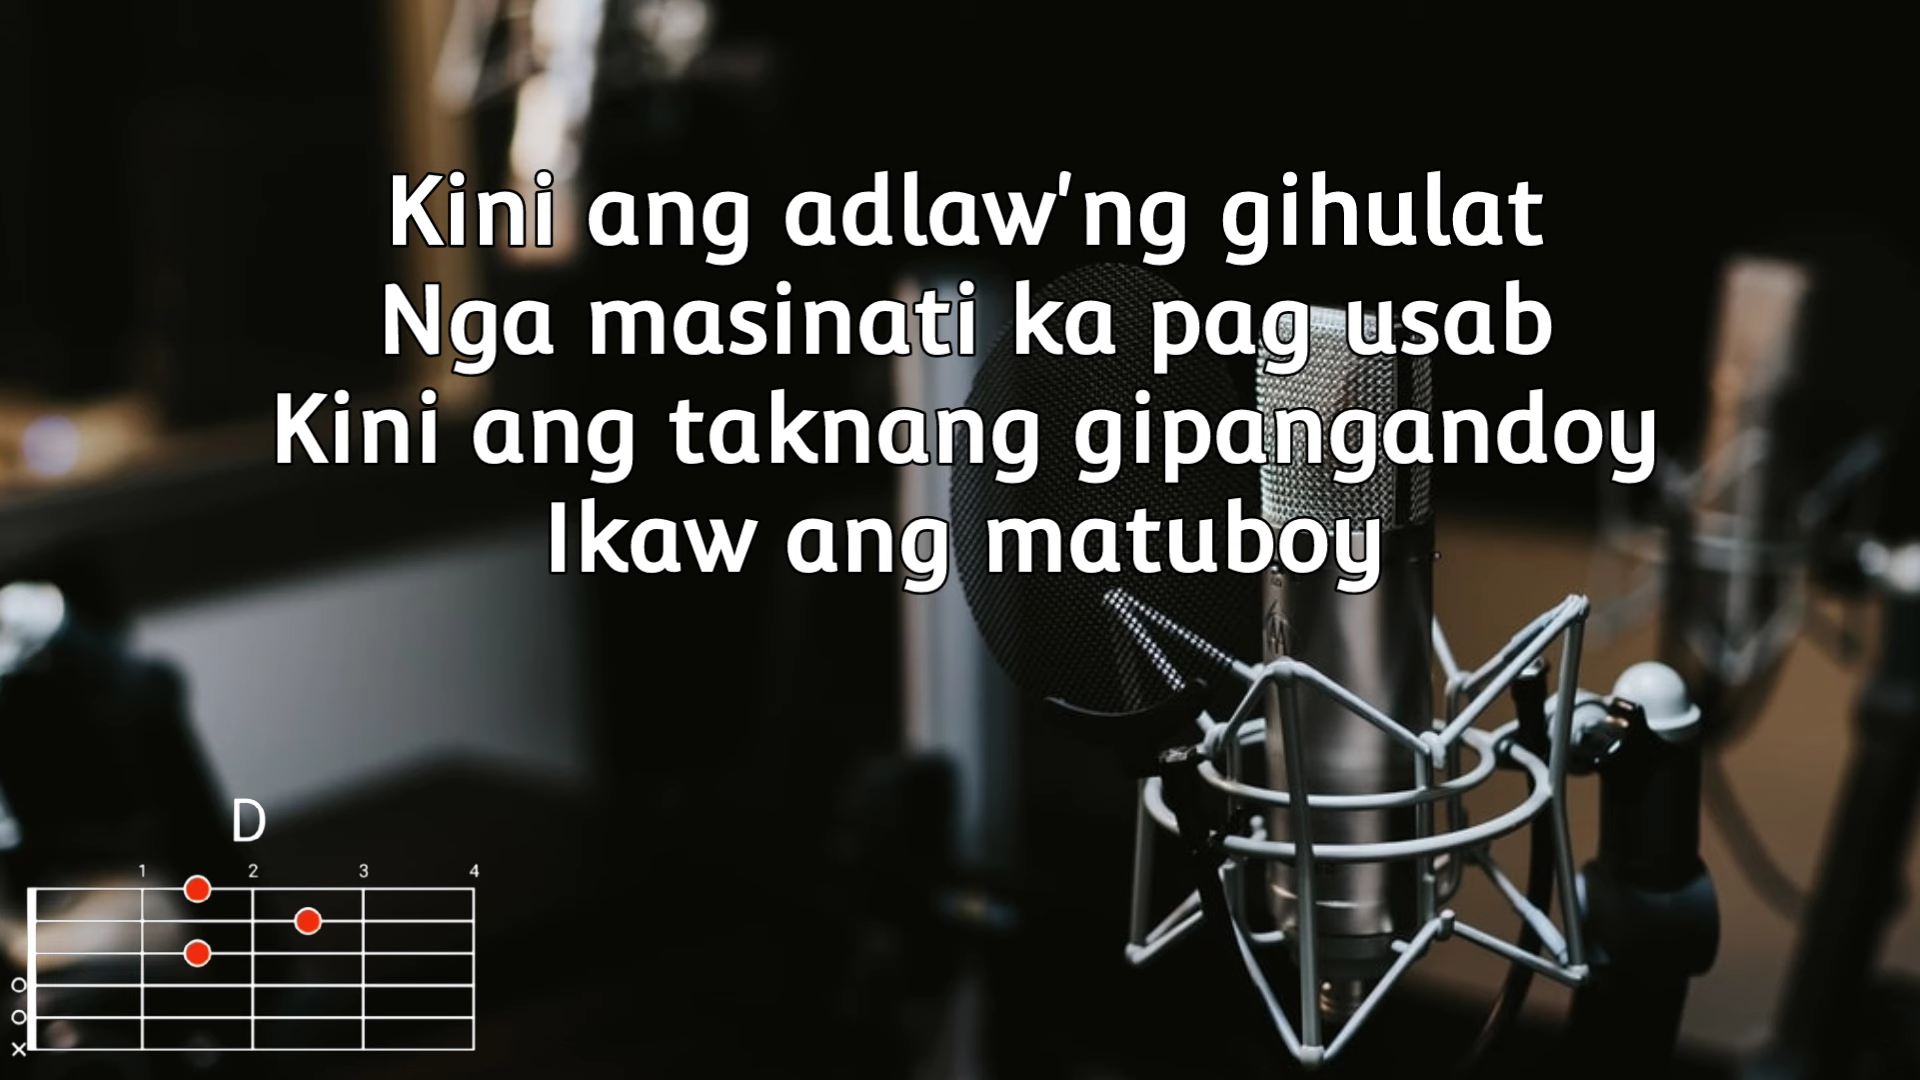 Kini ang adlaw'ng gihulat
Nga masinati ka pag usab
Kini ang taknang gipangandoy
Ikaw ang matuboy
D
1 2 3 4
o
o
x